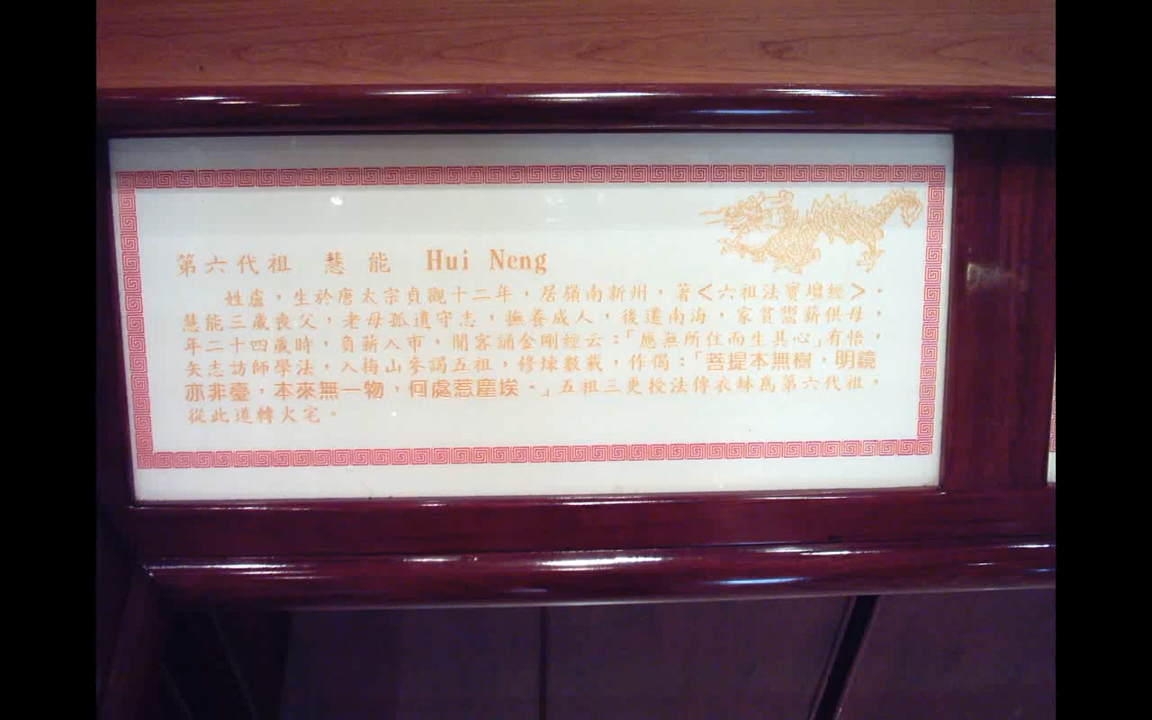 第六代祖 慧能 Hui Neng
姓盧，生於唐太宗貞觀十二年，居嶺南新州，著<六祖法寶壇經>。
慧能三歲喪父，老母孤遺守志，撫養成人，後遷南海，家貧鬻薪供母，
年二十四歲時，負薪入市，聞客誦金剛經云：「應無所住而生其心」有悟，
矢志訪師學法，入梅山參謁五祖，修煉數載，作偈：「菩提本無樹，明鏡
亦非臺，本來無一物，何處惹塵埃。」五祖三更授法傳衣缽為第六代祖，
從此道轉火宅。